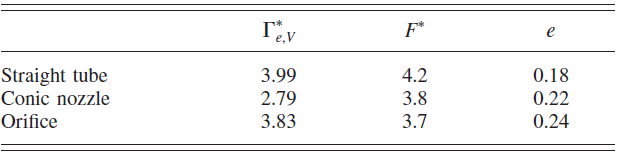 Γ*e,V F* e
Straight tube 3.99 4.2 0.18
Conic nozzle 2.79 3.8 0.22
Orifice 3.83 3.7 0.24